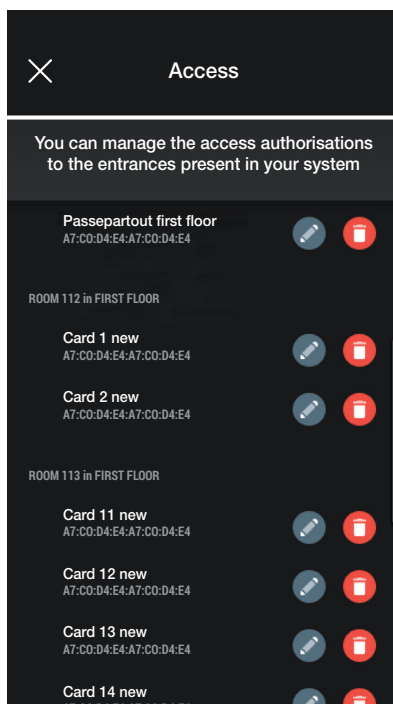 Access
You can manage the access authorisations
to the entrances present in your system
Passepartout first floor
A7:C0:D4:E4:A7:C0:D4:E4
ROOM 112 in FIRST FLOOR
Card 1 new
A7:C0:D4:E4:A7:C0:D4:E4
Card 2 new
A7:C0:D4:E4:A7:C0:D4:E4
ROOM 113 in FIRST FLOOR
Card 11 new
A7:C0:D4:E4:A7:C0:D4:E4
Card 12 new
A7:C0:D4:E4:A7:C0:D4:E4
Card 13 new
A7:C0:D4:E4:A7:C0:D4:E4
Card 14 new